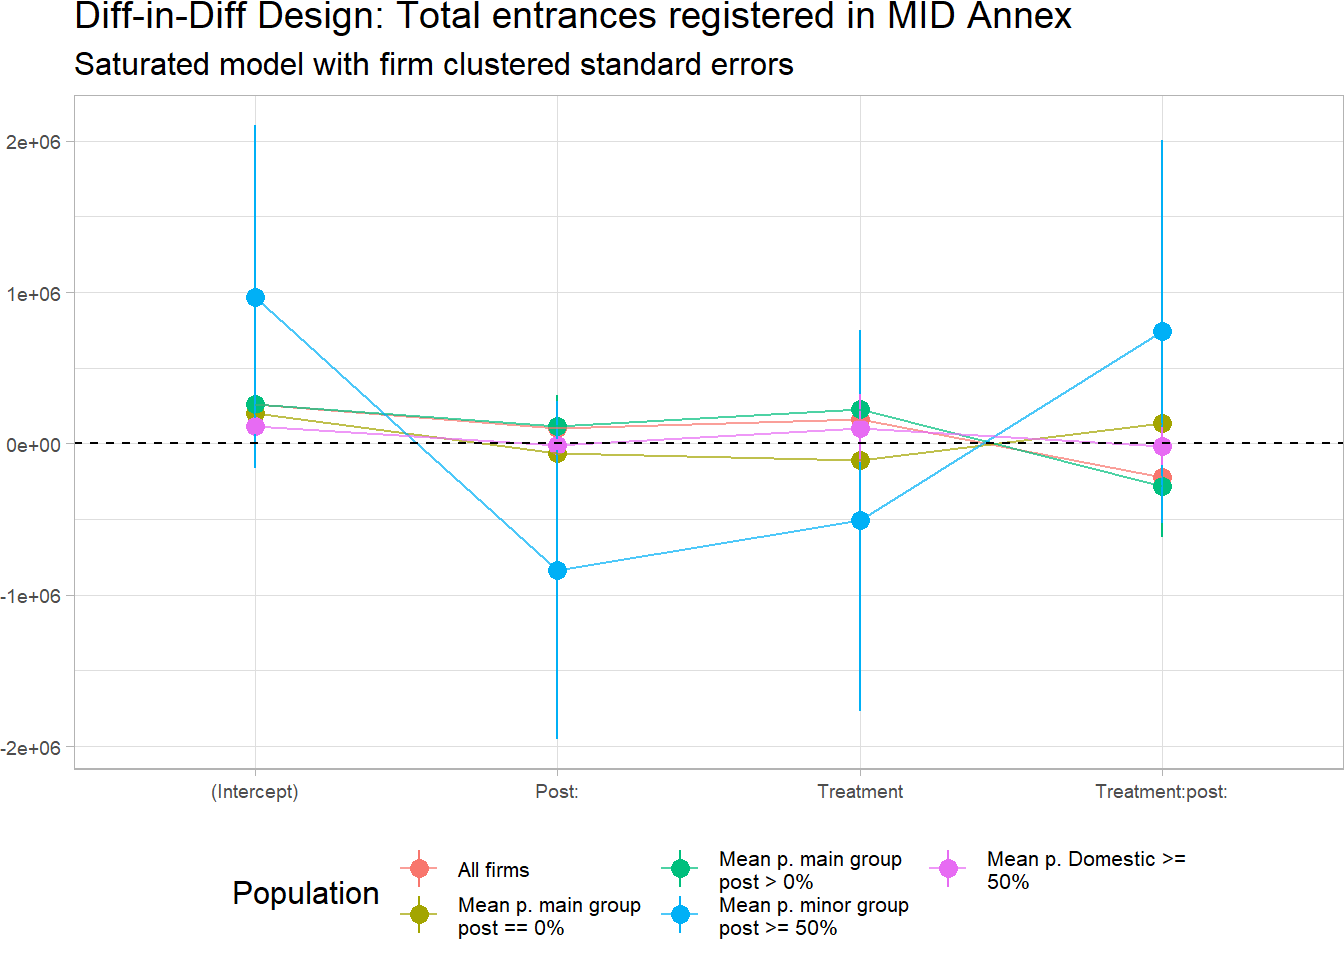 Diff-in-Diff Design: Total entrances registered in MID Annex
Saturated model with firm clustered standard errors
2e+06
1e+06
0e+00
-1e+06
-2e+06
(Intercept)
Post:
Treatment
Treatment:post:
Population
All firms
Mean p. main group
post == 0%
Mean p. main group
post > 0%
Mean p. minor group
post >= 50%
Mean p. Domestic >=
50%